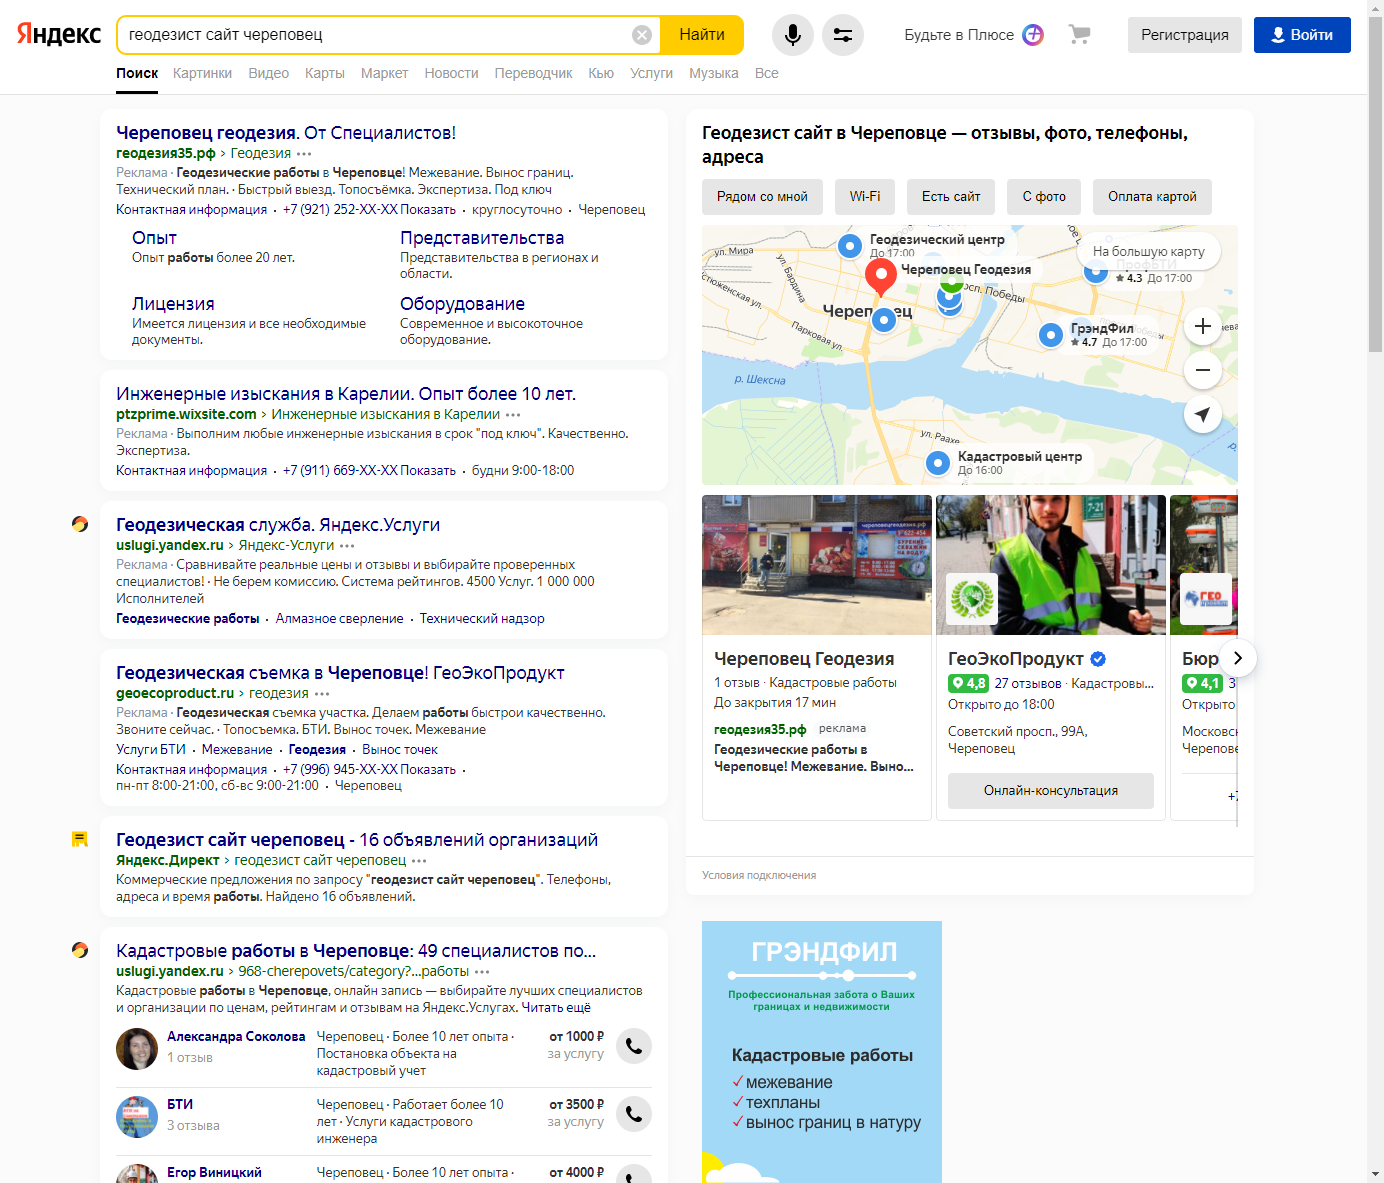 Яндекс
геодезист сайт череповец
Найти
Будьте в Плюсе
Регистрация
Войти
Поиск Картинки Видео Карты Маркет Новости Переводчик Кью Услуги Музыка Все
Череповец геодезия. От Специалистов!
геодезия35.рф › Геодезия
Реклама · Геодезические работы в Череповце! Межевание. Вынос границ.
Технический план. · Быстрый выезд. Топосъёмка. Экспертиза. Под ключ
Контактная информация · +7 (921) 252-XX-XX Показать · круглосуточно · Череповец
Опыт
Опыт работы более 20 лет.
Представительства
Представительства в регионах и
области.
Лицензия
Имеется лицензия и все необходимые
документы.
Оборудование
Современное и высокоточное
оборудование.
Инженерные изыскания в Карелии. Опыт более 10 лет.
ptzprime.wixsite.com › Инженерные изыскания в Карелии
Реклама · Выполним любые инженерные изыскания в срок "под ключ". Качественно.
Экспертиза.
Контактная информация · +7 (911) 669-XX-XX Показать · будни 9:00-18:00
Геодезическая служба. Яндекс.Услуги
uslugi.yandex.ru › Яндекс-Услуги
Реклама · Сравнивайте реальные цены и отзывы и выбирайте проверенных
специалистов! · Не берем комиссию. Система рейтингов. 4500 Услуг. 1 000 000
Исполнителей
Геодезические работы · Алмазное сверление · Технический надзор
Геодезическая съемка в Череповце! ГеоЭкоПродукт
geoecoproduct.ru › геодезия
Реклама · Геодезическая съемка участка. Делаем работы быстрои качественно.
Звоните сейчас. · Топосъемка. БТИ. Вынос точек. Межевание
Услуги БТИ · Межевание · Геодезия · Вынос точек
Контактная информация · +7 (996) 945-XX-XX Показать ·
пн-пт 8:00-21:00, сб-вс 9:00-21:00 · Череповец
Геодезист сайт череповец - 16 объявлений организаций
Яндекс.Директ › геодезист сайт череповец
Коммерческие предложения по запросу "геодезист сайт череповец". Телефоны,
адреса и время работы. Найдено 16 объявлений.
Кадастровые работы в Череповце: 49 специалистов по...
uslugi.yandex.ru › 968-cherepovets/category?...работы
Кадастровые работы в Череповце, онлайн запись — выбирайте лучших специалистов
и организации по ценам, рейтингам и отзывам на Яндекс.Услугах. Читать ещё
Александра Соколова
1 отзыв
Череповец · Более 10 лет опыта ·
Постановка объекта на
кадастровый учет
от 1000 ₽
за услугу
БТИ
3 отзыва
Череповец · Работает более 10
лет · Услуги кадастрового
инженера
от 3500 ₽
за услугу
Егор Виницкий
Череповец · Более 10 лет опыта ·
от 4000 ₽
Геодезист сайт в Череповце — отзывы, фото, телефоны,
адреса
Рядом со мной
Wi-Fi
Есть сайт
С фото
Оплата картой
ул. Мира
ул. Бардина
Парковая ул.
Геодезический центр
До 17:00
Череповец Геодезия
На большую карту
ПрофБТИ
4.3 До 17:00
просп. Победы
Череповец
ГрэндФил
4.7 До 17:00
р. Шексна
ул. Раахе
Кадастровый центр
До 16:00
7-21
ГЕО
Череповец Геодезия
1 отзыв · Кадастровые работы
До закрытия 17 мин
геодезия35.рф реклама
Геодезические работы в
Череповце! Межевание. Выно...
ГеоЭкоПродукт
4,8 27 отзывов · Кадастровы...
Открыто до 18:00
Советский просп., 99А,
Череповец
Онлайн-консультация
Бюр
4,1 3
Открыто
Московск
Черепове
+7
Условия подключения
ГРЭНДФИЛ
Профессиональная забота о Ваших
границах и недвижимости
Кадастровые работы
межевание
техпланы
вынос границ в натуру